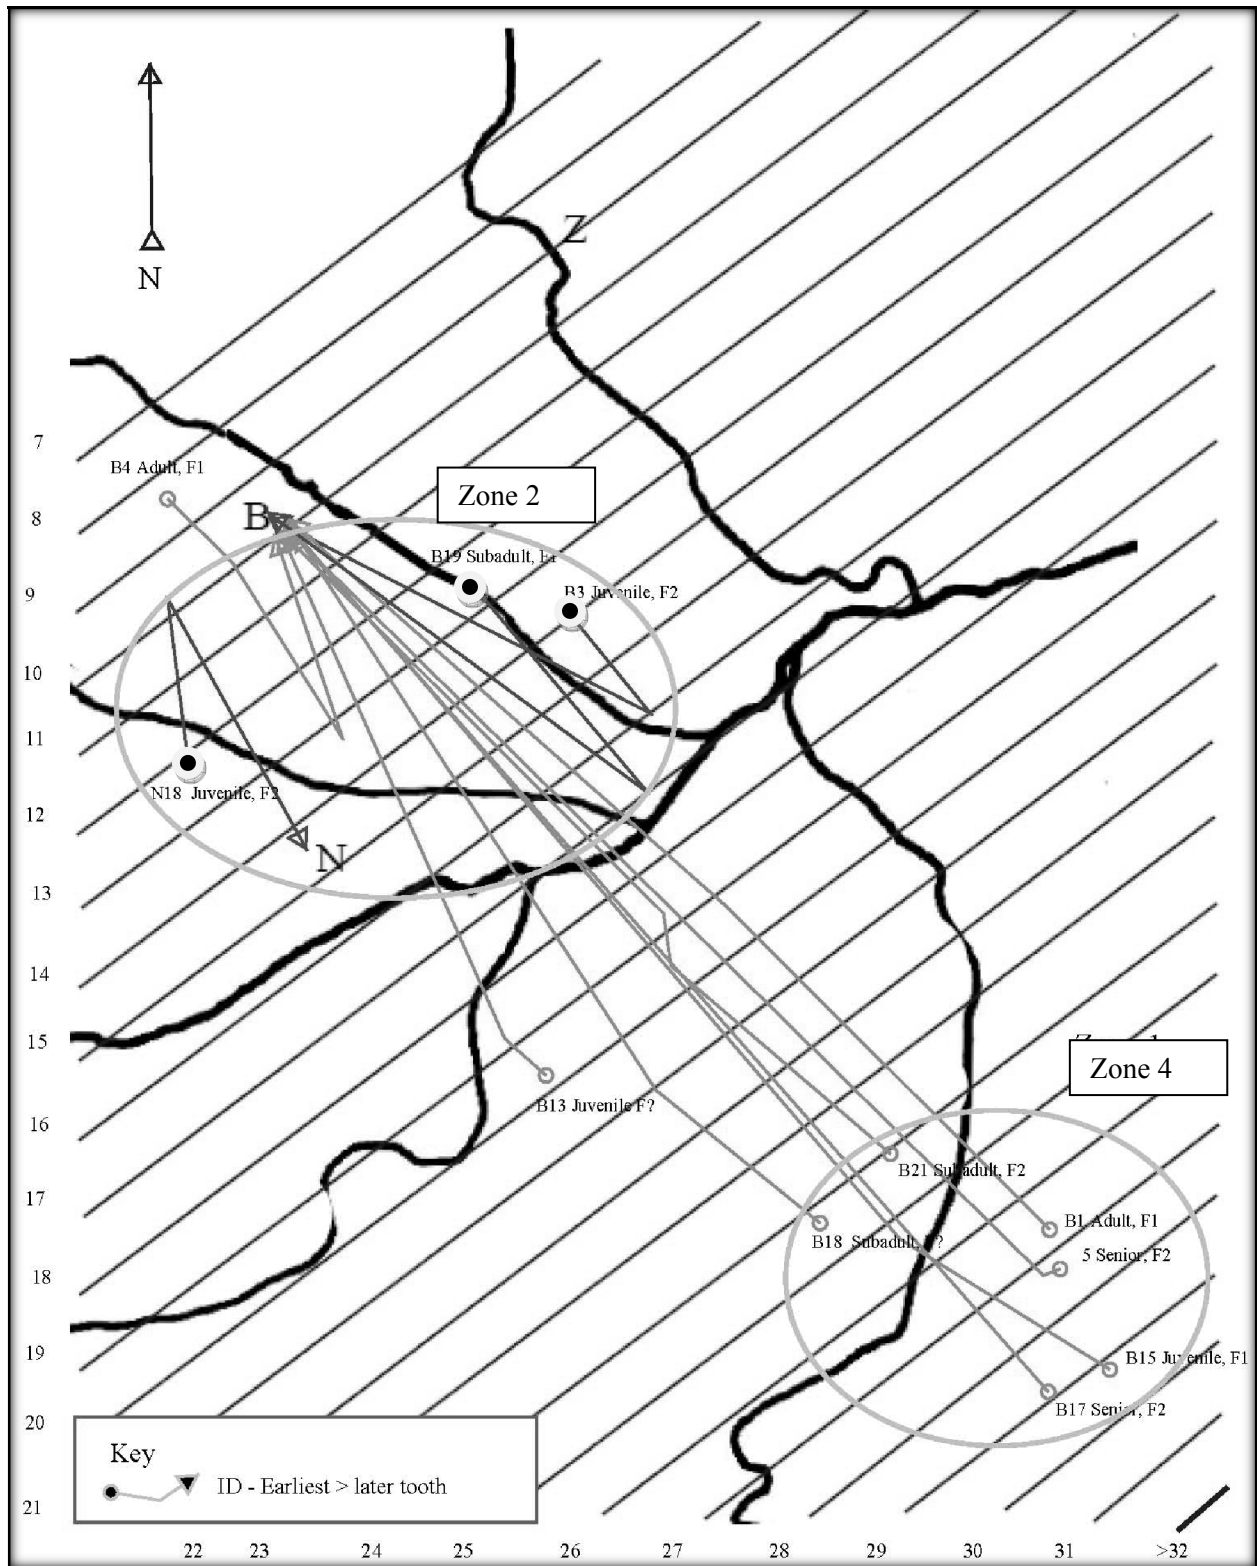 Z
N
7
B4 Adult, F1
Zone 2
8
B
B19 Subadult, F1
9
B3 Juvenile, F2
10
11
N18 Juvenile, F2
12
N
13
14
15
Zone 4
B13 Juvenile F?
16
B21 Subadult, F2
17
B1 Adult, F1
B18 Subadult, F?
5 Senior, F2
18
19
B15 Juvenile, F1
B17 Senior, F2
20
Key
ID - Earliest > later tooth
21
22 23 24 25 26 27 28 29 30 31 >32